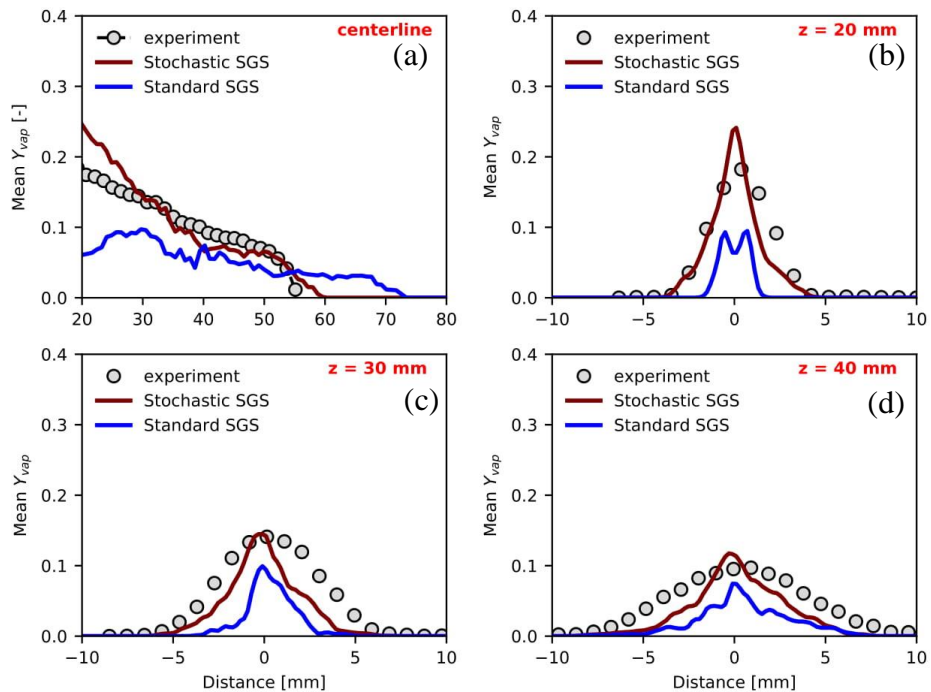 0.4
0.3
0.2
0.1
0.0
Mean Y_vap [-]
experiment
Stochastic SGS
Standard SGS
centerline
(a)
20 30 40 50 60 70 80
0.4
0.3
0.2
0.1
0.0
Mean Y_vap
experiment
Stochastic SGS
Standard SGS
z = 20 mm
(b)
−10 −5 0 5 10
0.4
0.3
0.2
0.1
0.0
Mean Y_vap
experiment
Stochastic SGS
Standard SGS
z = 30 mm
(c)
−10 −5 0 5 10
Distance [mm]
0.4
0.3
0.2
0.1
0.0
Mean Y_vap
experiment
Stochastic SGS
Standard SGS
z = 40 mm
(d)
−10 −5 0 5 10
Distance [mm]